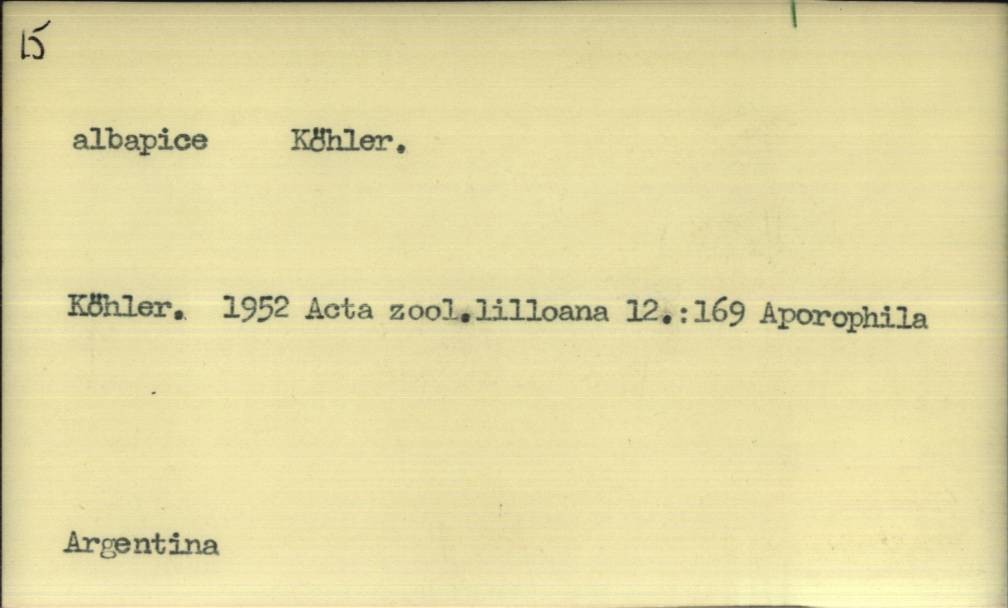 15
albapice Köhler.
Köhler. 1952 Acta zool.lilloana 12.:169 Aporophila
Argentina